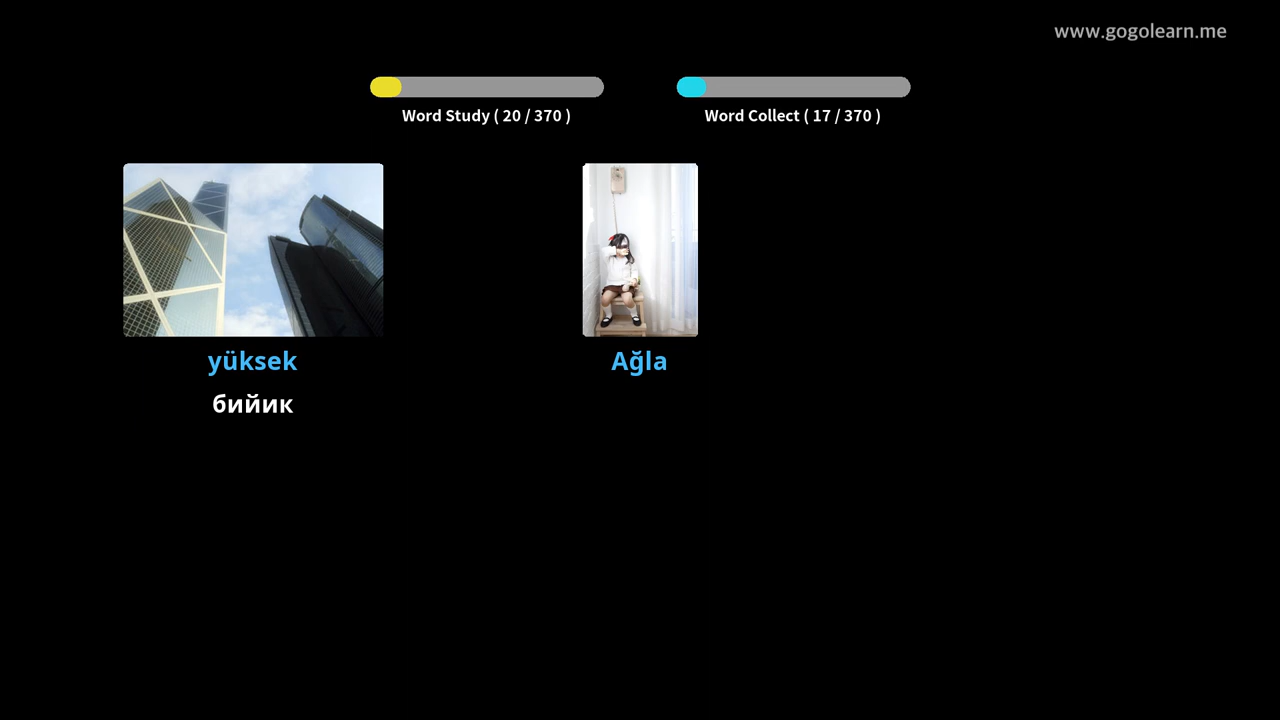 www.gogolearn.me
Word Study ( 20 / 370 )
Word Collect ( 17 / 370 )
yüksek
бийик
Ağla